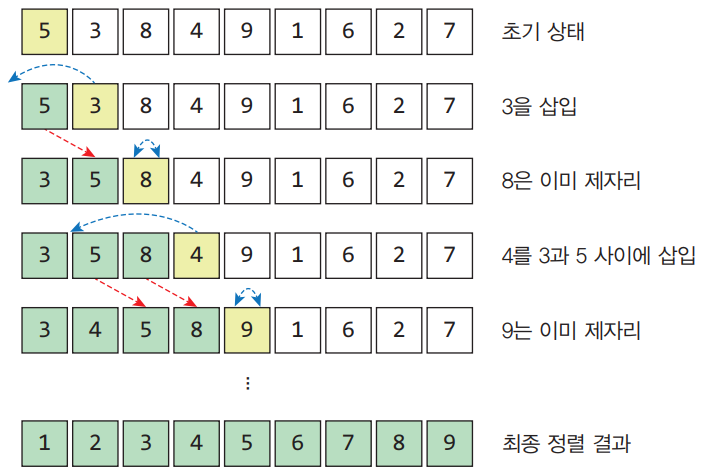 5 3 8 4 9 1 6 2 7 초기 상태
5 3 8 4 9 1 6 2 7 3을 삽입
3 5 8 4 9 1 6 2 7 8은 이미 제자리
3 5 8 4 9 1 6 2 7 4를 3과 5 사이에 삽입
3 4 5 8 9 1 6 2 7 9는 이미 제자리
⋮
1 2 3 4 5 6 7 8 9 최종 정렬 결과